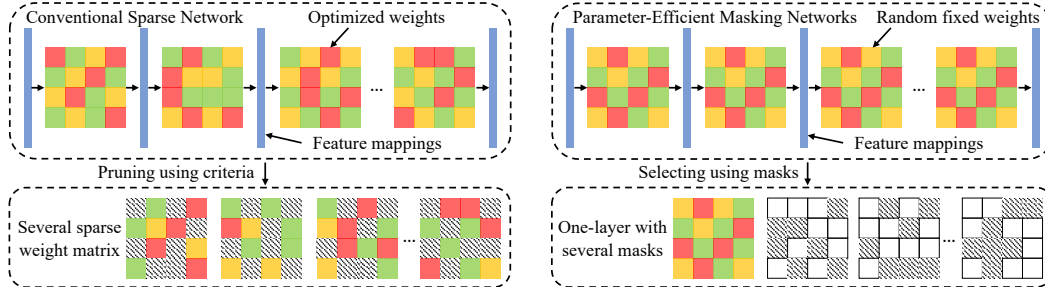 Conventional Sparse Network
Optimized weights
...
Feature mappings
Pruning using criteria
Several sparse
weight matrix
...
Parameter-Efficient Masking Networks
Random fixed weights
...
Feature mappings
Selecting using masks
One-layer with
several masks
...